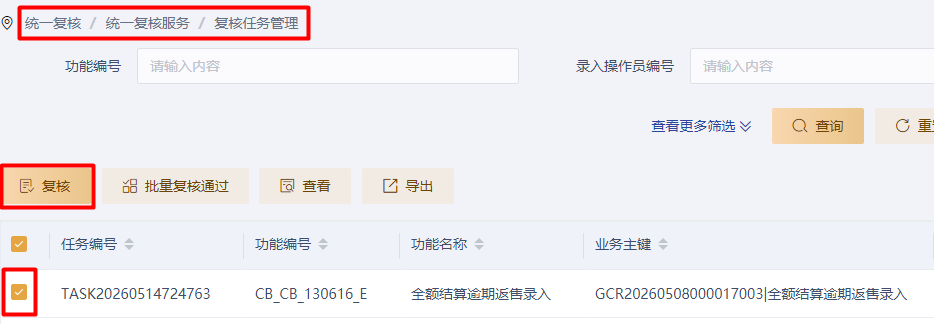 统一复核 / 统一复核服务 / 复核任务管理
功能编号 请输入内容 录入操作员编号 请输入内容
查看更多筛选 查询
复核 批量复核通过 查看 导出
任务编号 功能编号 功能名称 业务主键
TASK20260514724763 CB_CB_130616_E 全额结算逾期返售录入 GCR20260508000017003|全额结算逾期返售录入